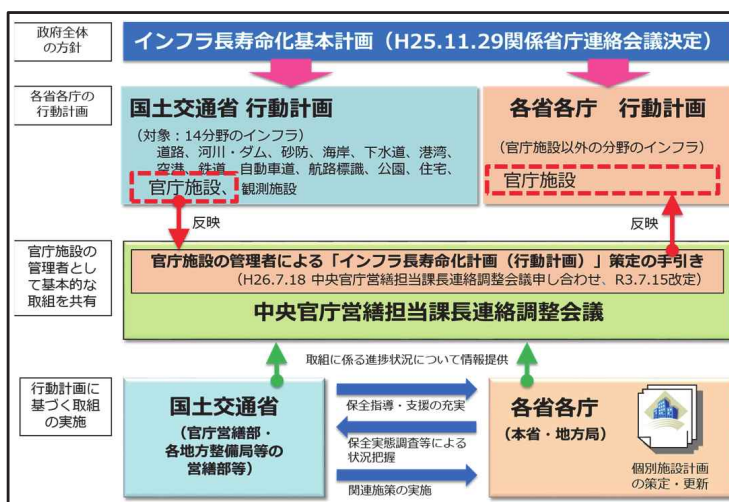 政府全体
の方針
インフラ長寿命化基本計画（H25.11.29関係省庁連絡会議決定）
各省各庁の
行動計画
国土交通省 行動計画
（対象：14分野のインフラ）
道路、河川・ダム、砂防、海岸、下水道、港湾、
空港、鉄道、自動車道、航路標識、公園、住宅、
官庁施設、観測施設
各省各庁　行動計画
（官庁施設以外の分野のインフラ）
官庁施設
反映
反映
官庁施設の
管理者とし
て基本的な
取組を共有
官庁施設の管理者による「インフラ長寿命化計画（行動計画）」策定の手引き
（H26.7.18 中央官庁営繕担当課長連絡調整会議申し合わせ、R3.7.15改定）
中央官庁営繕担当課長連絡調整会議
取組に係る進捗状況について情報提供
行動計画に
基づく取組
の実施
国土交通省
（官庁営繕部・
各地方整備局等の
営繕部等）
保全指導・支援の充実
保全実態調査等による
状況把握
関連施策の実施
各省各庁
（本省・地方局）
個別施設計画
の策定・更新